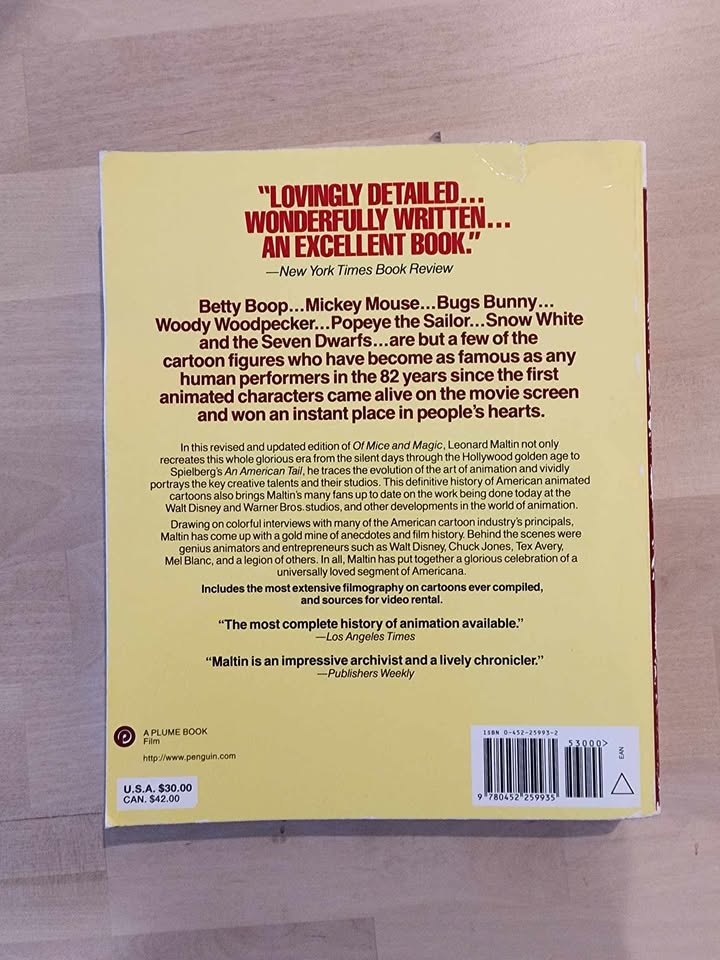 “LOVINGLY DETAILED...
WONDERFULLY WRITTEN...
AN EXCELLENT BOOK.”
—New York Times Book Review
Betty Boop...Mickey Mouse...Bugs Bunny...
Woody Woodpecker...Popeye the Sailor...Snow White
and the Seven Dwarfs...are but a few of the
cartoon figures who have become as famous as any
human performers in the 82 years since the first
animated characters came alive on the movie screen
and won an instant place in people's hearts.
In this revised and updated edition of Of Mice and Magic, Leonard Maltin not only
recreates this whole glorious era from the silent days through the Hollywood golden age to
Spielberg's An American Tail, he traces the evolution of the art of animation and vividly
portrays the key creative talents and their studios. This definitive history of American animated
cartoons also brings Maltin's many fans up to date on the work being done today at the
Walt Disney and Warner Bros. studios, and other developments in the world of animation.
Drawing on colorful interviews with many of the American cartoon industry's principals,
Maltin has come up with a gold mine of anecdotes and film history. Behind the scenes were
genius animators and entrepreneurs such as Walt Disney, Chuck Jones, Tex Avery,
Mel Blanc, and a legion of others. In all, Maltin has put together a glorious celebration of a
universally loved segment of Americana.
Includes the most extensive filmography on cartoons ever compiled,
and sources for video rental.
“The most complete history of animation available.”
—Los Angeles Times
“Maltin is an impressive archivist and a lively chronicler.”
—Publishers Weekly
A PLUME BOOK
Film
http://www.penguin.com
U.S.A. $30.00
CAN. $42.00
ISBN 0-452-25993-2
53000>
EAN
9 780452 259935